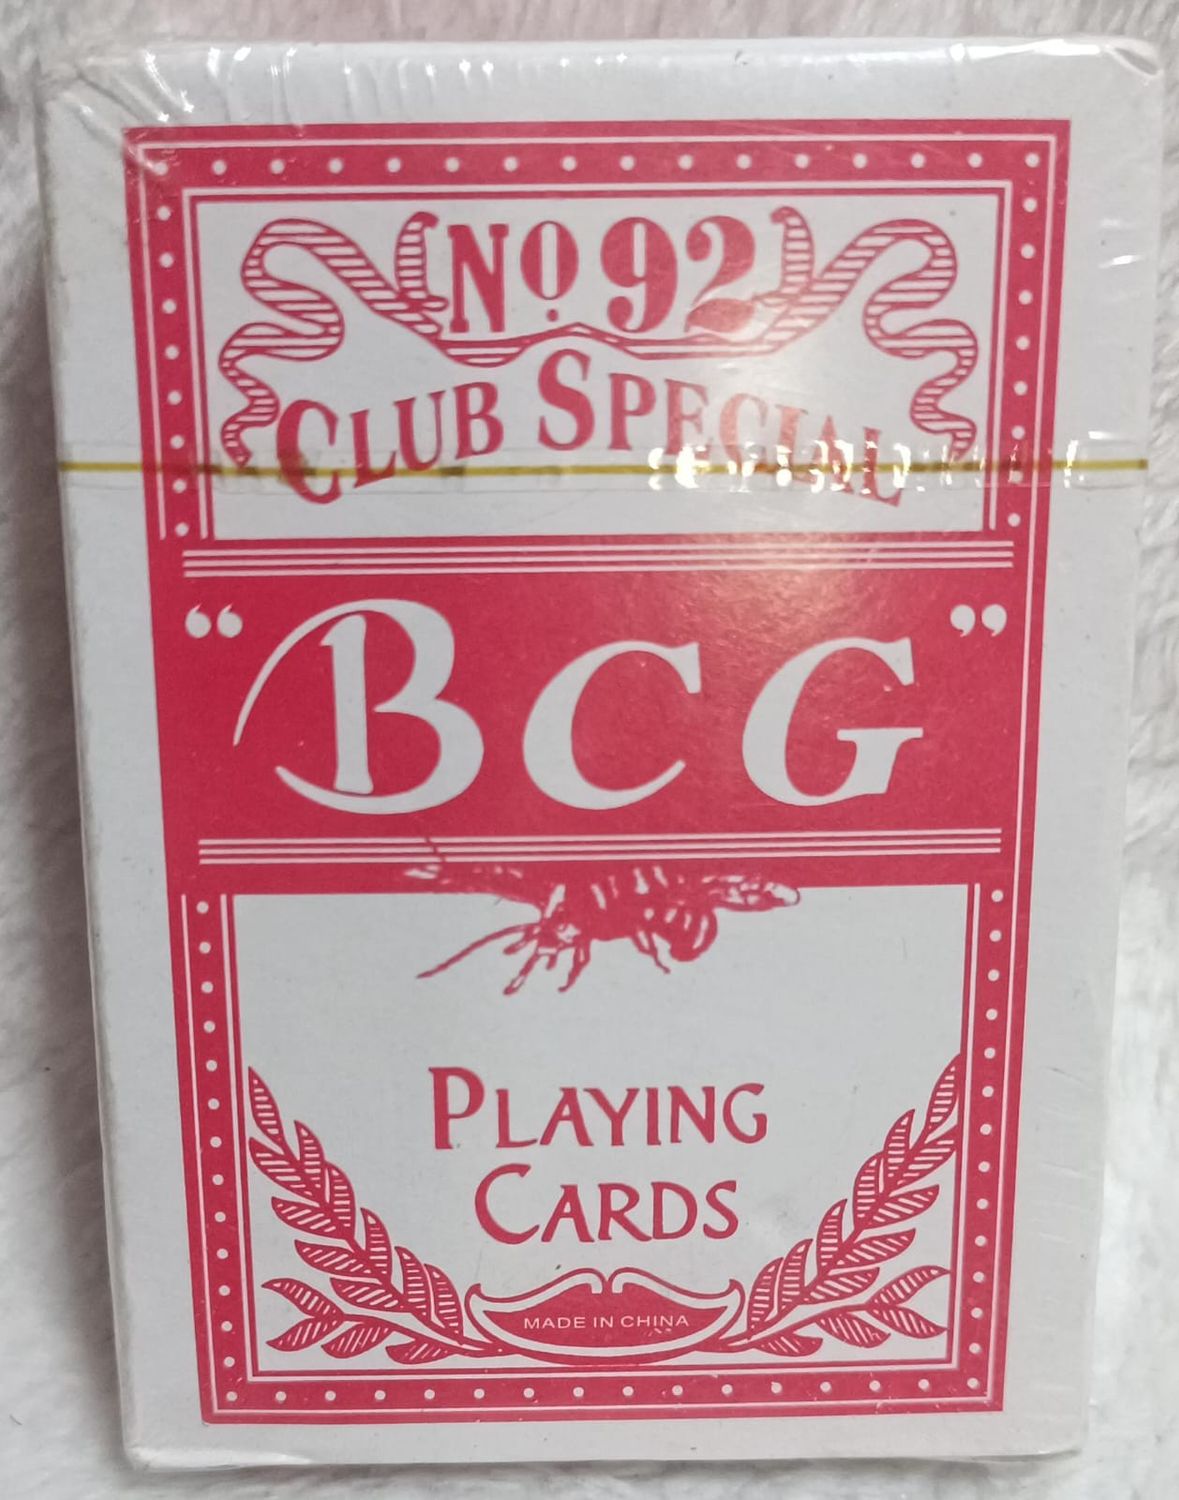 No 92
CLUB SPECIAL
“BCG”
PLAYING
CARDS
MADE IN CHINA